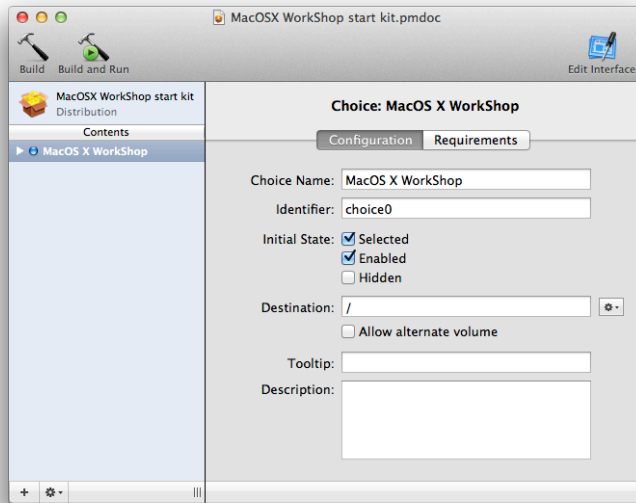 MacOSX WorkShop start kit.pmdoc
Build Build and Run Edit Interface
MacOSX WorkShop start kit
Distribution
Contents
MacOS X WorkShop
Choice: MacOS X WorkShop
Configuration Requirements
Choice Name: MacOS X WorkShop
Identifier: choice0
Initial State: Selected
Enabled
Hidden
Destination: /
Allow alternate volume
Tooltip:
Description: